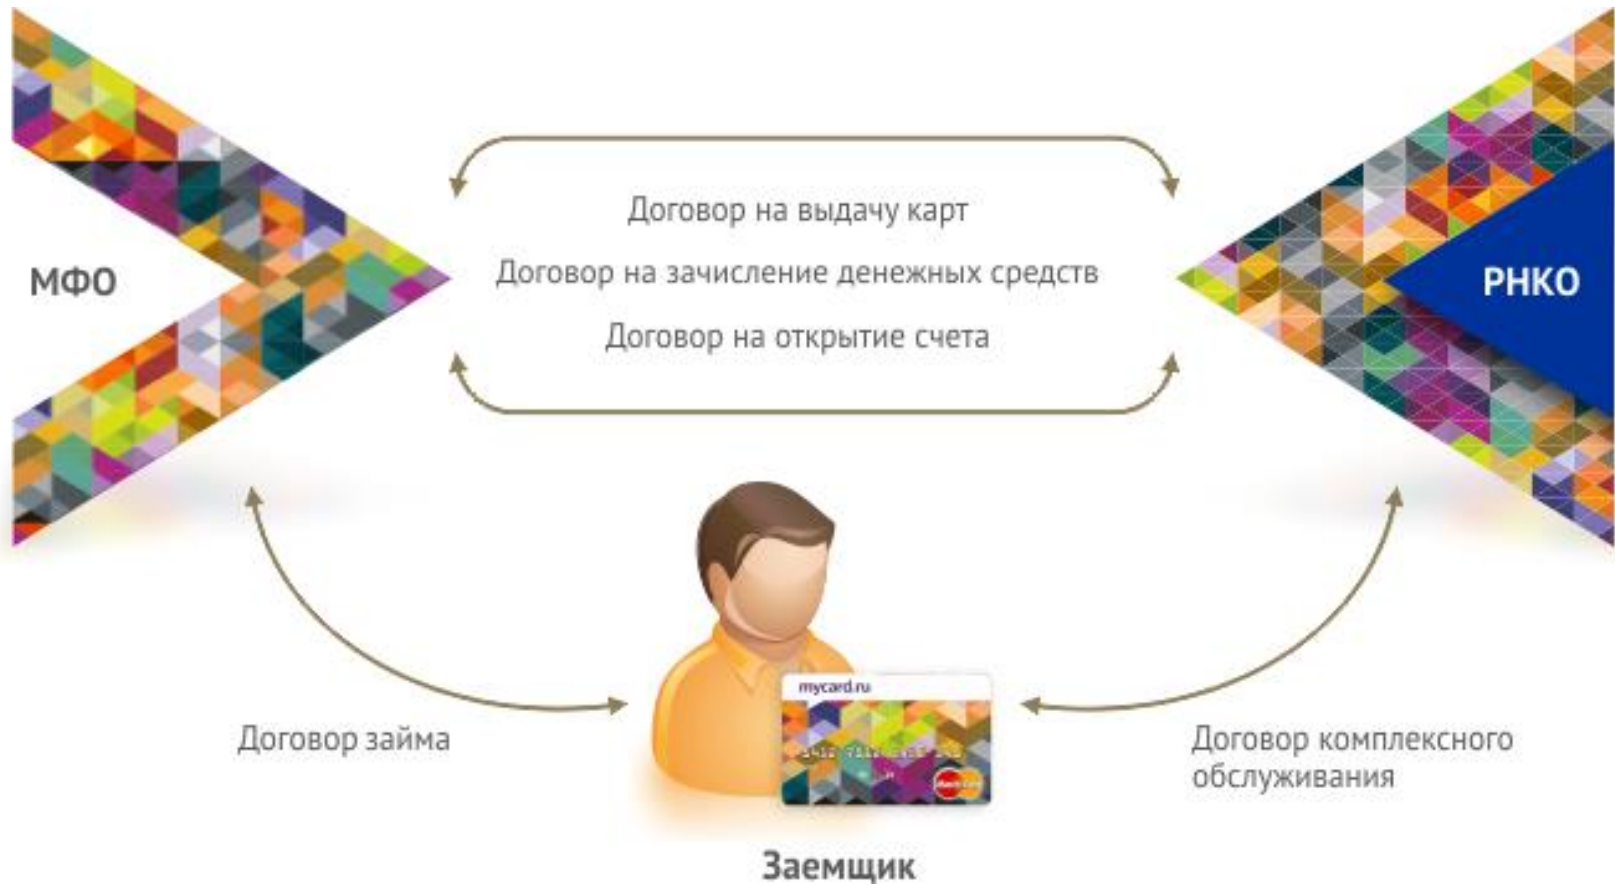 Договор на выдачу карт
Договор на зачисление денежных средств
Договор на открытие счета
МФО
РНКО
mycard.ru
Договор займа
Договор комплексного
обслуживания
Заемщик